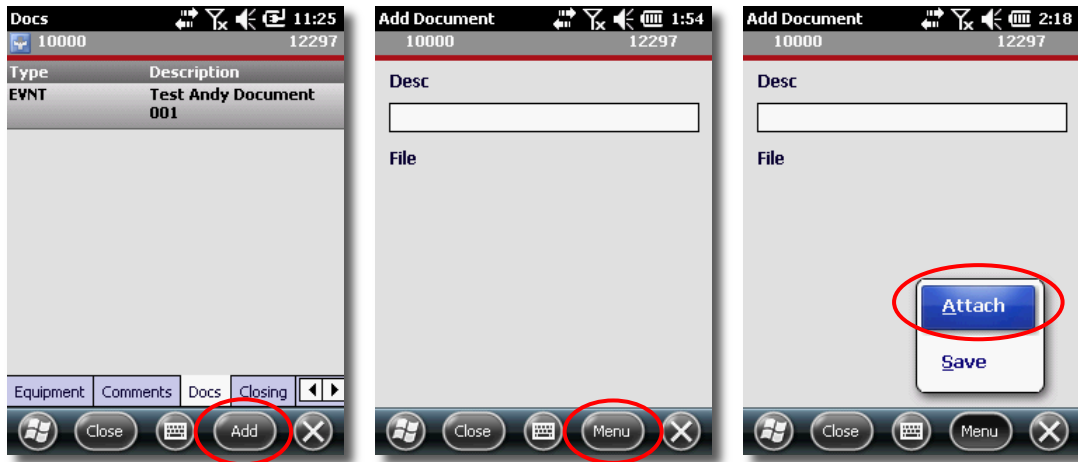 Docs 11:25
10000 12297
Type Description
EVNT Test Andy Document
001
Equipment Comments Docs Closing
Close Add
Add Document 1:54
10000 12297
Desc
File
Close Menu
Add Document 2:18
10000 12297
Desc
File
Attach
Save
Close Menu